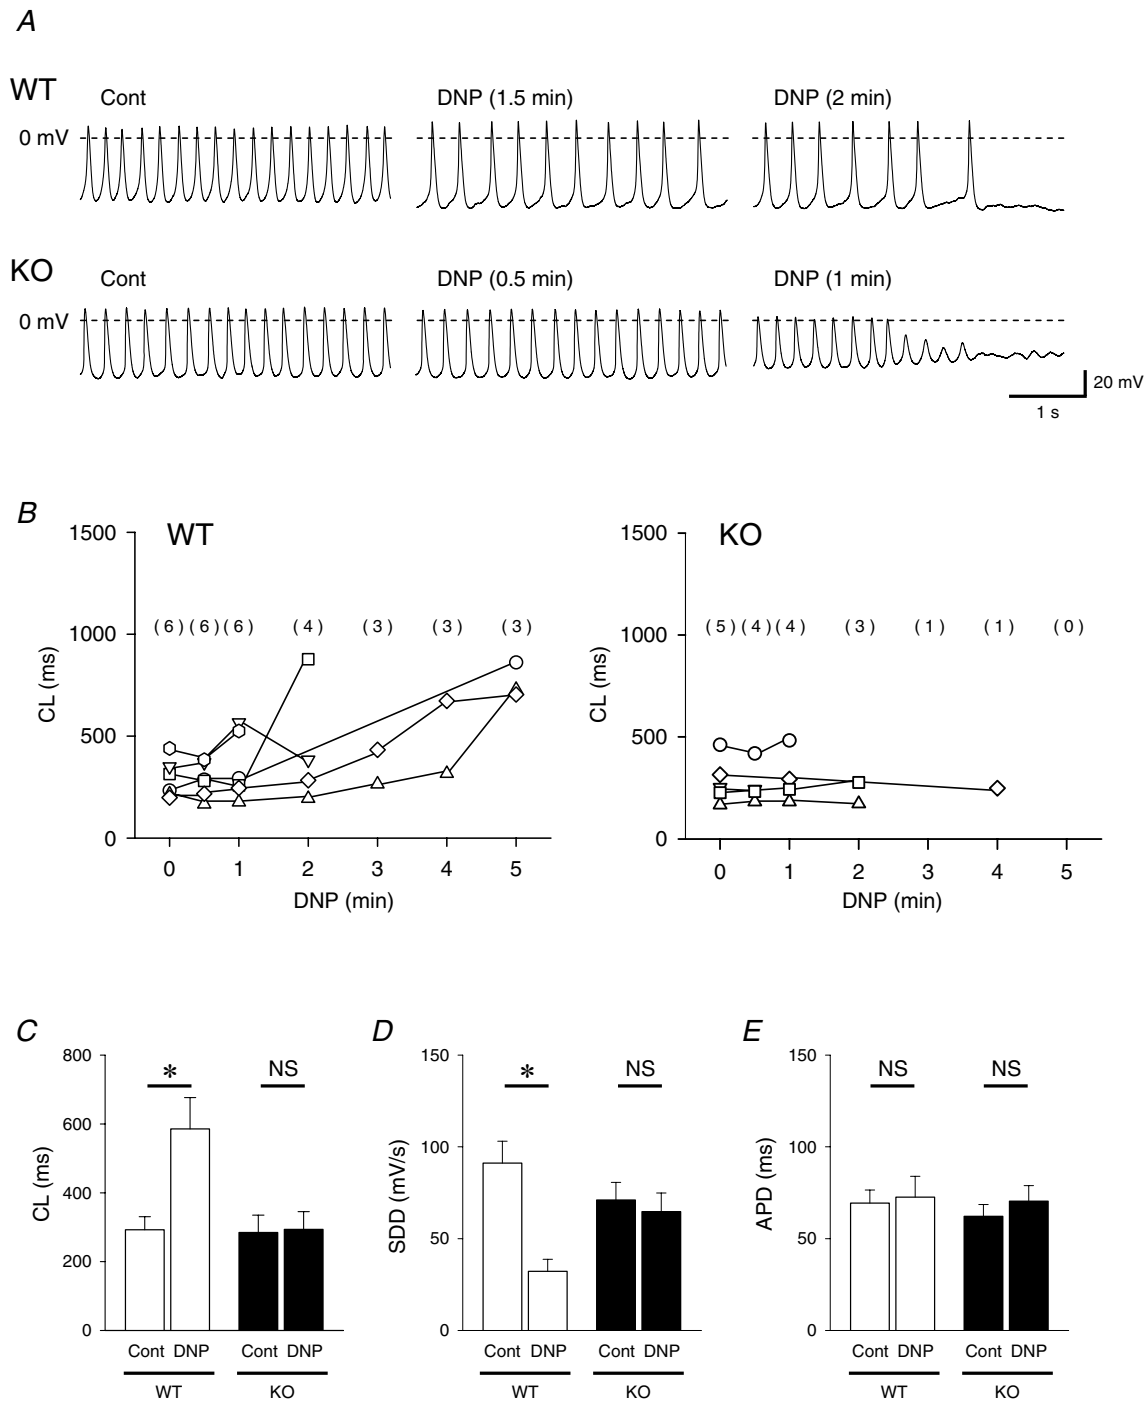 A
WT
Cont
DNP (1.5 min)
DNP (2 min)
0 mV
KO
Cont
DNP (0.5 min)
DNP (1 min)
0 mV
20 mV
1 s
B
WT
KO
1500
1000
500
0
CL (ms)
(6) (6) (6) (4) (3) (3) (3)
0 1 2 3 4 5
DNP (min)
1500
1000
500
0
CL (ms)
(5) (4) (4) (3) (1) (1) (0)
0 1 2 3 4 5
DNP (min)
C
800
600
400
200
0
CL (ms)
* NS
Cont DNP Cont DNP
WT KO
D
150
100
50
0
SDD (mV/s)
* NS
Cont DNP Cont DNP
WT KO
E
150
100
50
0
APD (ms)
NS NS
Cont DNP Cont DNP
WT KO